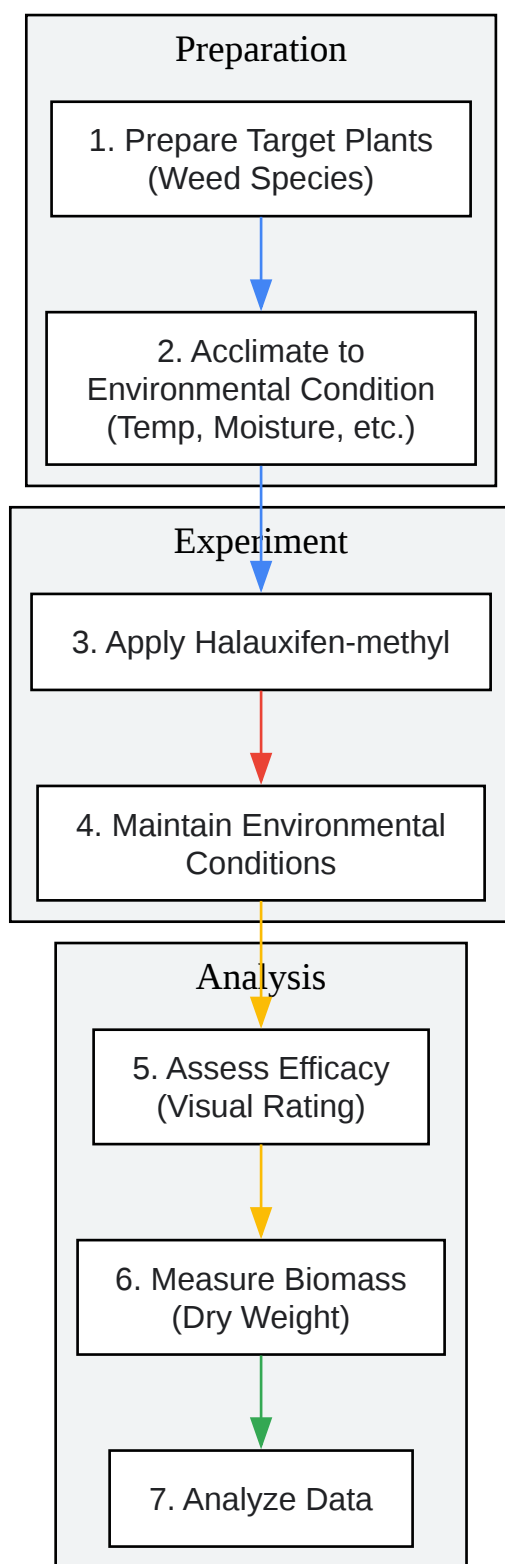 Preparation
1. Prepare Target Plants
(Weed Species)
2. Acclimate to
Environmental Condition
(Temp, Moisture, etc.)
Experiment
3. Apply Halauxifen-methyl
4. Maintain Environmental
Conditions
Analysis
5. Assess Efficacy
(Visual Rating)
6. Measure Biomass
(Dry Weight)
7. Analyze Data